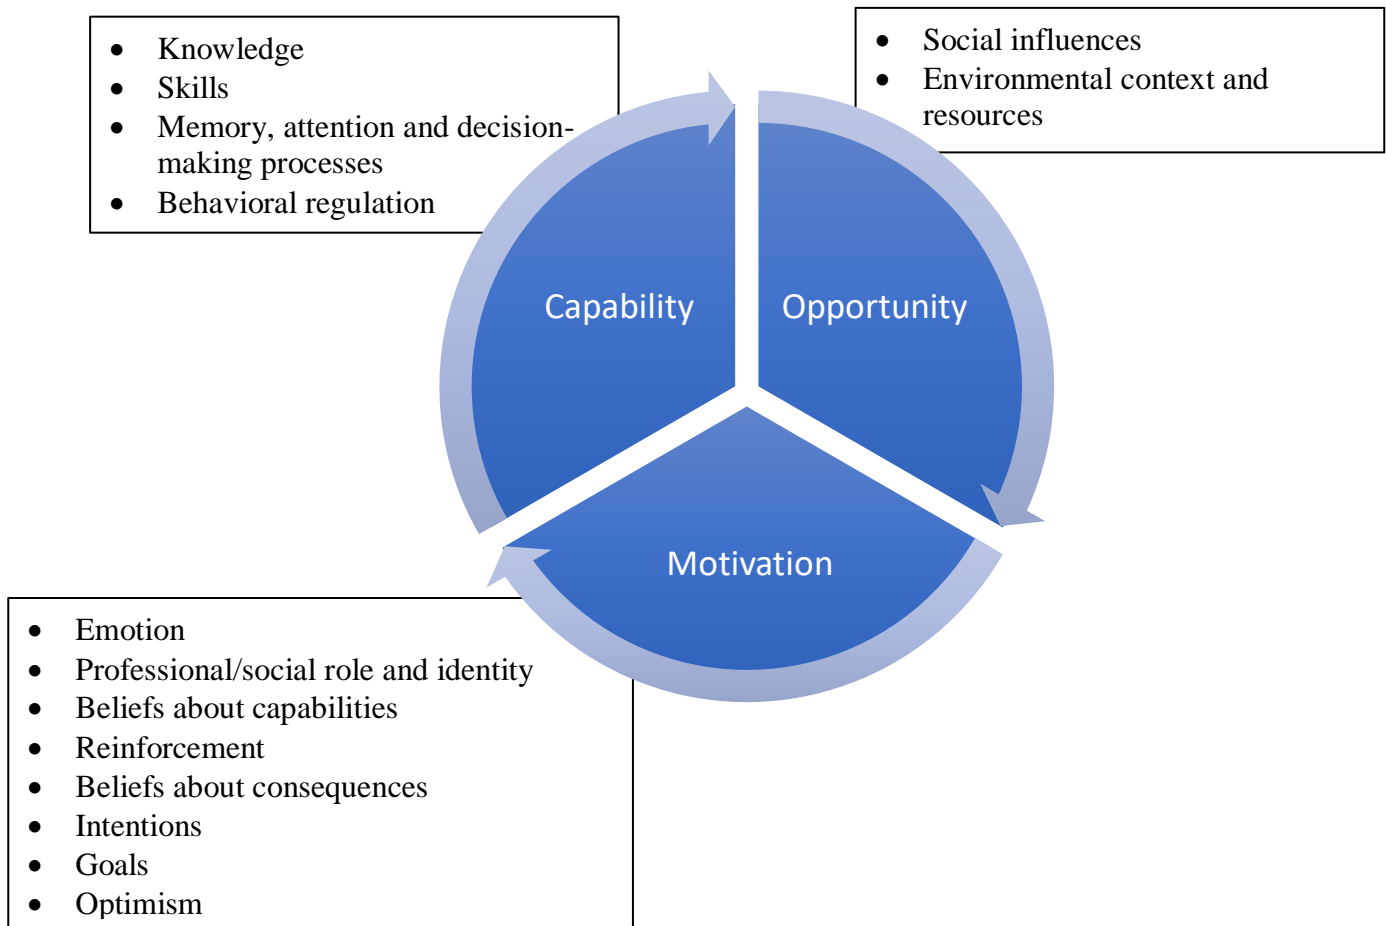 • Knowledge
• Skills
• Memory, attention and decision-
making processes
• Behavioral regulation
• Social influences
• Environmental context and
resources
Capability
Opportunity
Motivation
• Emotion
• Professional/social role and identity
• Beliefs about capabilities
• Reinforcement
• Beliefs about consequences
• Intentions
• Goals
• Optimism